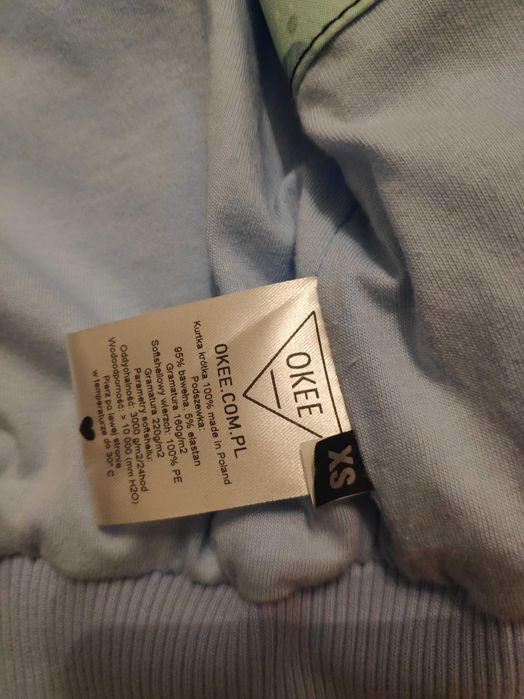 OKEE
OKEE.COM.PL
Kurtka krótka 100% made in Poland
Podszewka:
95% bawełna, 5% elastan
Gramatura 180g/m2
Softshellowy wierzch: 100% PE
Gramatura 220g/m2
Parametry softshellu:
Oddychalność: 3000 g/m2/24hod
Wodoodporność: > 10 000 (mm H2O)
Pierz po lewej stronie
w temperaturze do 30° C
XS